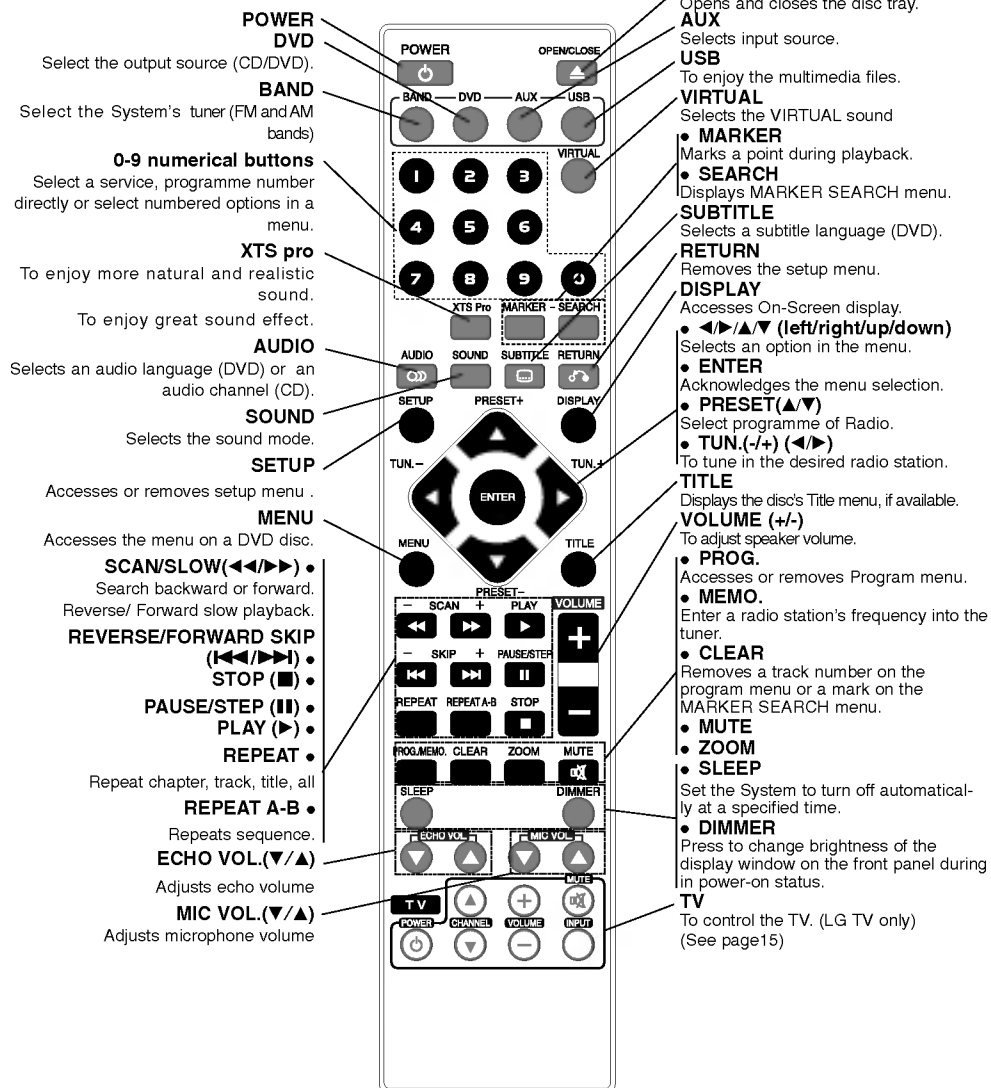 POWER
DVD
Select the output source (CD/DVD).
BAND
Select the System's tuner (FM and AM
bands)
0-9 numerical buttons
Select a service, programme number
directly or select numbered options in a
menu.
XTS pro
To enjoy more natural and realistic
sound.
To enjoy great sound effect.
AUDIO
Selects an audio language (DVD) or an
audio channel (CD).
SOUND
Selects the sound mode.
SETUP
Accesses or removes setup menu .
MENU
Accesses the menu on a DVD disc.
SCAN/SLOW(◄◄/►►) ●
Search backward or forward.
Reverse/ Forward slow playback.
REVERSE/FORWARD SKIP
(I◄◄/►►I) ●
STOP (■) ●
PAUSE/STEP (❚❚) ●
PLAY (►) ●
REPEAT ●
Repeat chapter, track, title, all
REPEAT A-B ●
Repeats sequence.
ECHO VOL.(▼/▲)
Adjusts echo volume
MIC VOL.(▼/▲)
Adjusts microphone volume
POWER OPEN/CLOSE
BAND DVD AUX USB
VIRTUAL
1 2 3
4 5 6
7 8 9 0
XTS Pro MARKER - SEARCH
AUDIO SOUND SUBTITLE RETURN
SETUP PRESET+ DISPLAY
TUN.- TUN.+
ENTER
MENU TITLE
PRESET-
- SCAN + PLAY VOLUME
+
- SKIP + PAUSE/STEP
-
REPEAT REPEAT A-B STOP
PROG./MEMO. CLEAR ZOOM MUTE
SLEEP DIMMER
ECHO VOL. MIC VOL.
MUTE
TV
POWER CHANNEL VOLUME INPUT
Opens and closes the disc tray.
AUX
Selects input source.
USB
To enjoy the multimedia files.
VIRTUAL
Selects the VIRTUAL sound
● MARKER
Marks a point during playback.
● SEARCH
Displays MARKER SEARCH menu.
SUBTITLE
Selects a subtitle language (DVD).
RETURN
Removes the setup menu.
DISPLAY
Accesses On-Screen display.
● ◄/►/▲/▼ (left/right/up/down)
Selects an option in the menu.
● ENTER
Acknowledges the menu selection.
● PRESET(▲/▼)
Select programme of Radio.
● TUN.(-/+) (◄/►)
To tune in the desired radio station.
TITLE
Displays the disc's Title menu, if available.
VOLUME (+/-)
To adjust speaker volume.
● PROG.
Accesses or removes Program menu.
● MEMO.
Enter a radio station's frequency into the
tuner.
● CLEAR
Removes a track number on the
program menu or a mark on the
MARKER SEARCH menu.
● MUTE
● ZOOM
● SLEEP
Set the System to turn off automatical-
ly at a specified time.
● DIMMER
Press to change brightness of the
display window on the front panel during
in power-on status.
TV
To control the TV. (LG TV only)
(See page15)